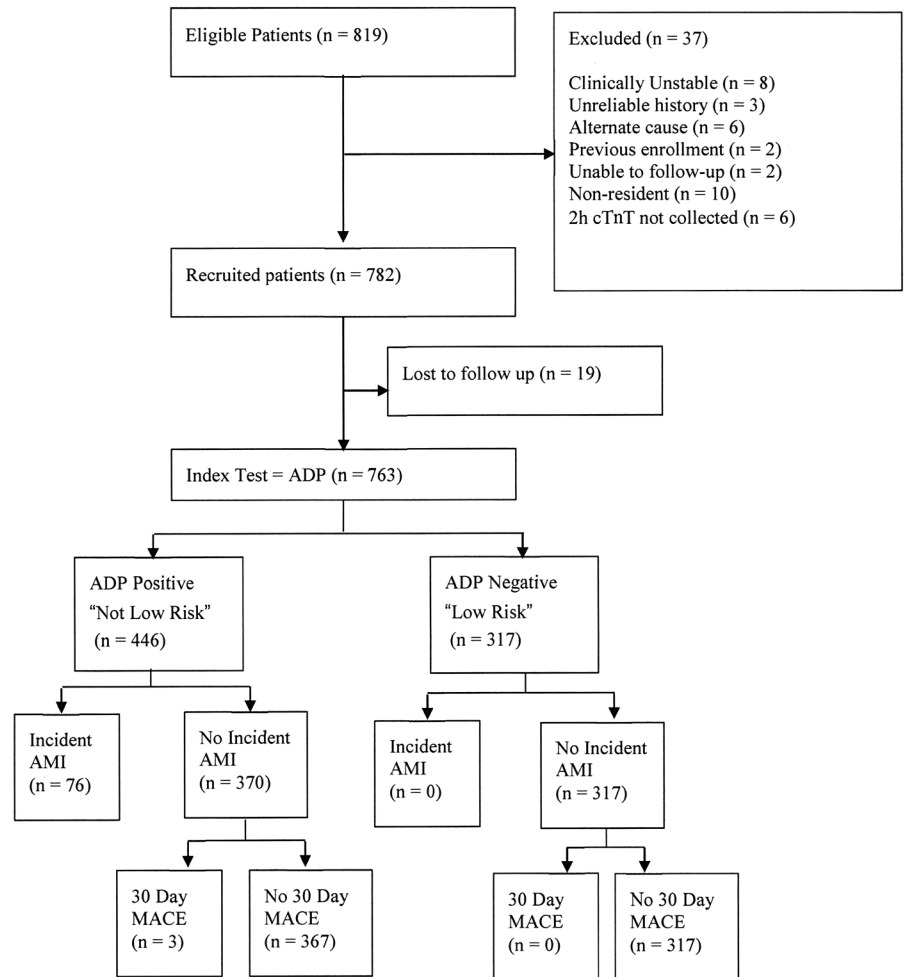 Eligible Patients (n = 819)
Excluded (n = 37)
Clinically Unstable (n = 8)
Unreliable history (n = 3)
Alternate cause (n = 6)
Previous enrollment (n = 2)
Unable to follow-up (n = 2)
Non-resident (n = 10)
2h cTnT not collected (n = 6)
Recruited patients (n = 782)
Lost to follow up (n = 19)
Index Test = ADP (n = 763)
ADP Positive
“Not Low Risk”
(n = 446)
ADP Negative
“Low Risk”
(n = 317)
Incident
AMI
(n = 76)
No Incident
AMI
(n = 370)
Incident
AMI
(n = 0)
No Incident
AMI
(n = 317)
30 Day
MACE
(n = 3)
No 30 Day
MACE
(n = 367)
30 Day
MACE
(n = 0)
No 30 Day
MACE
(n = 317)